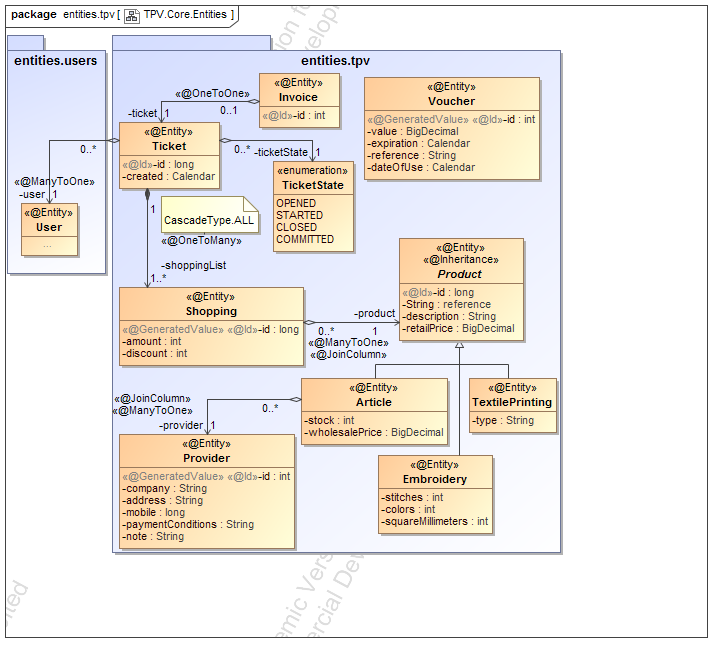 package entities.tpv [ TPV.Core.Entities ]
entities.users
entities.tpv
«@Entity»
Invoice
«@Id»-id : int
«@OneToOne»
0..1
-ticket
1
«@Entity»
Voucher
«@GeneratedValue» «@Id»-id : int
-value : BigDecimal
-expiration : Calendar
-reference : String
-dateOfUse : Calendar
«@Entity»
Ticket
«@Id»-id : long
-created : Calendar
0..*
0..*
-ticketState
1
«enumeration»
TicketState
OPENED
STARTED
CLOSED
COMMITTED
«@ManyToOne»
-user
1
«@Entity»
User
...
1
CascadeType.ALL
«@OneToMany»
-shoppingList
1..*
«@Entity»
«@Inheritance»
Product
«@Id»-id : long
-String : reference
-description : String
-retailPrice : BigDecimal
«@Entity»
Shopping
«@GeneratedValue» «@Id»-id : long
-amount : int
-discount : int
-product
0..*
1
«@ManyToOne»
«@JoinColumn»
«@Entity»
Article
-stock : int
-wholesalePrice : BigDecimal
«@Entity»
TextilePrinting
-type : String
«@JoinColumn»
«@ManyToOne»
0..*
-provider
1
«@Entity»
Provider
«@GeneratedValue» «@Id»-id : int
-company : String
-address : String
-mobile : long
-paymentConditions : String
-note : String
«@Entity»
Embroidery
-stitches : int
-colors : int
-squareMillimeters : int